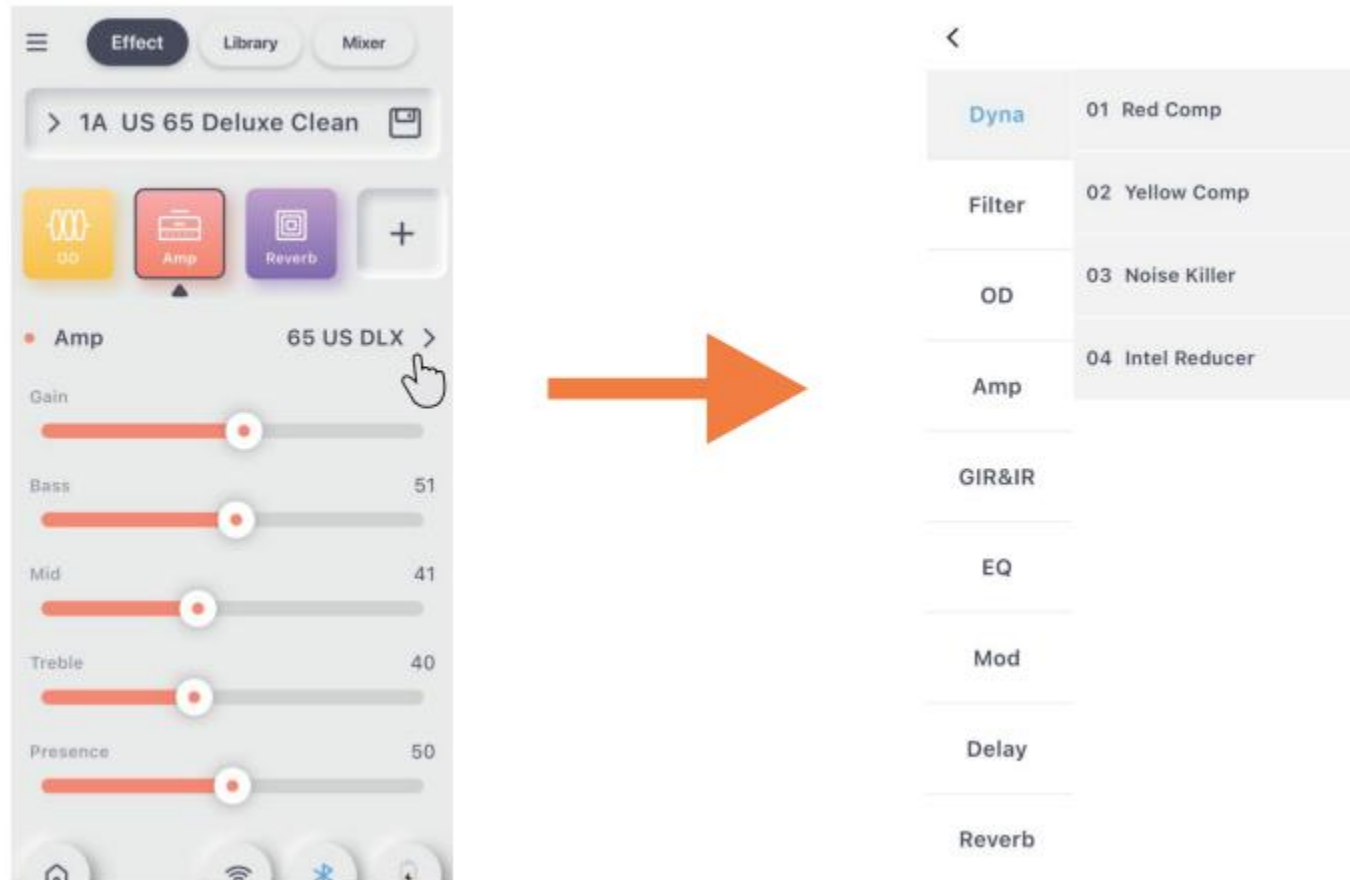 Effect Library Mixer
1A US 65 Deluxe Clean
OD Amp Reverb
Amp 65 US DLX
Gain
Bass 51
Mid 41
Treble 40
Presence 50
Dyna
Filter
OD
Amp
GIR&IR
EQ
Mod
Delay
Reverb
01 Red Comp
02 Yellow Comp
03 Noise Killer
04 Intel Reducer